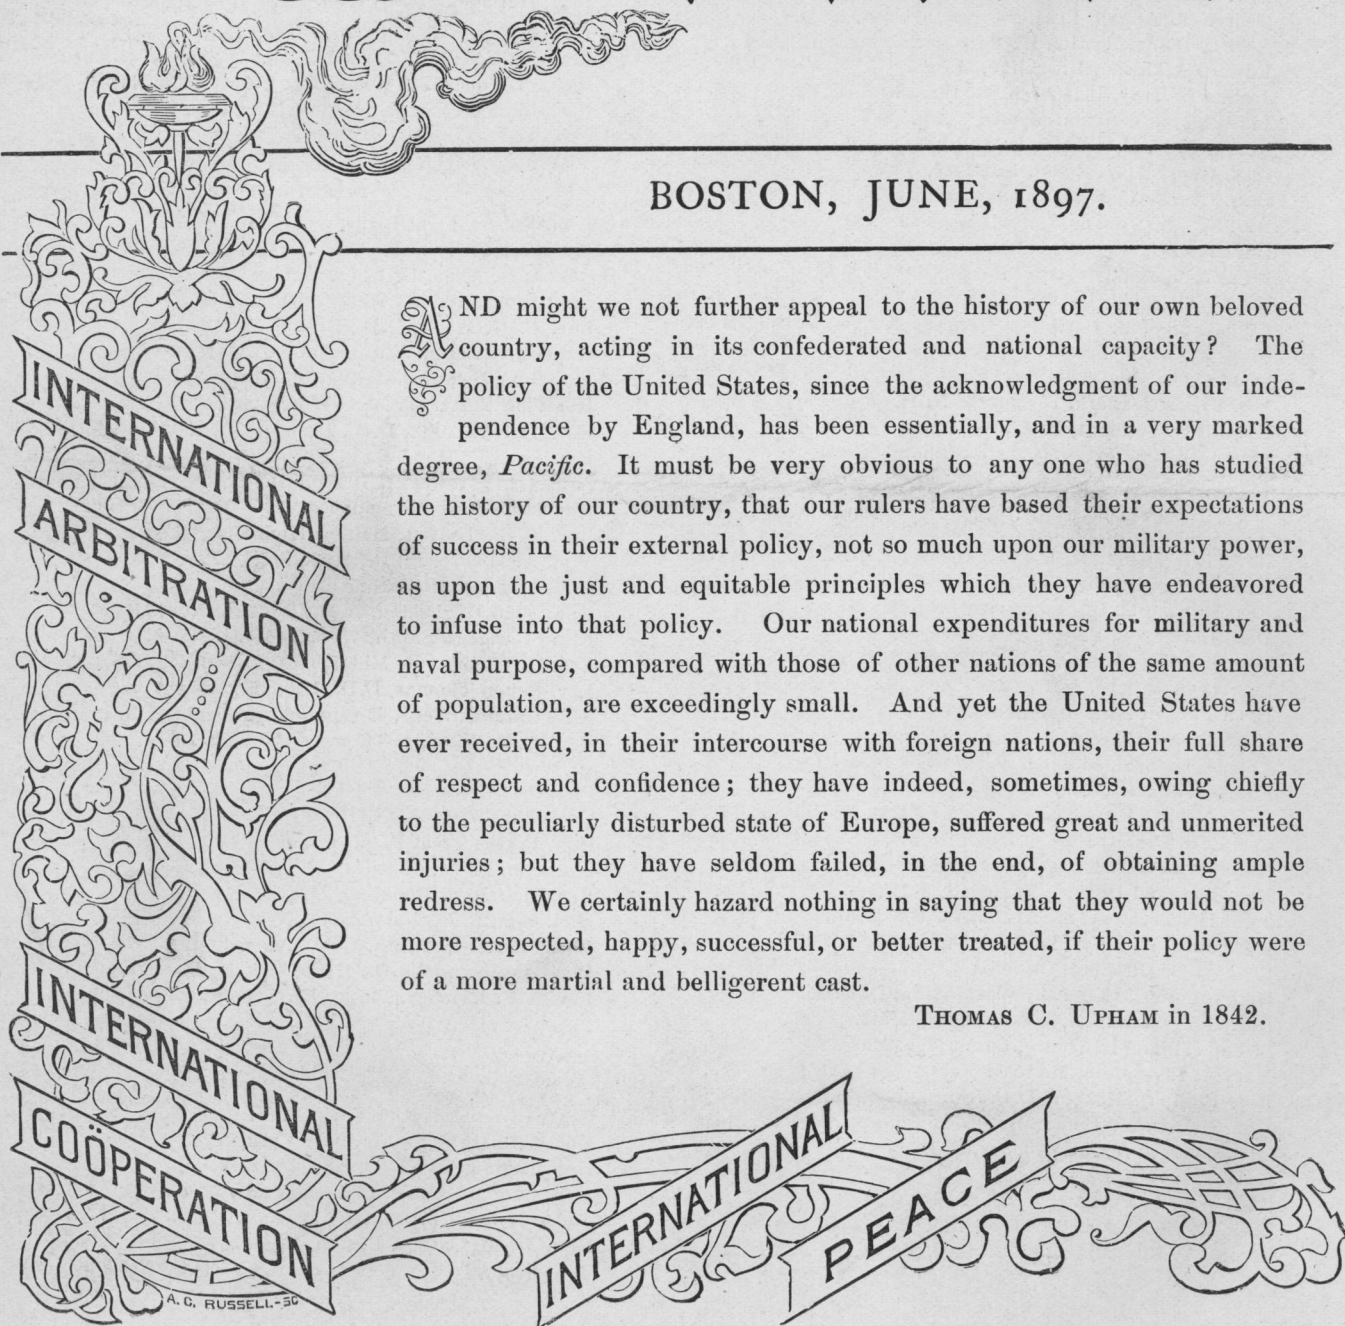 BOSTON, JUNE, 1897.
AND might we not further appeal to the history of our own beloved
country, acting in its confederated and national capacity? The
policy of the United States, since the acknowledgment of our inde-
pendence by England, has been essentially, and in a very marked
degree, Pacific. It must be very obvious to any one who has studied
the history of our country, that our rulers have based their expectations
of success in their external policy, not so much upon our military power,
as upon the just and equitable principles which they have endeavored
to infuse into that policy. Our national expenditures for military and
naval purpose, compared with those of other nations of the same amount
of population, are exceedingly small. And yet the United States have
ever received, in their intercourse with foreign nations, their full share
of respect and confidence; they have indeed, sometimes, owing chiefly
to the peculiarly disturbed state of Europe, suffered great and unmerited
injuries; but they have seldom failed, in the end, of obtaining ample
redress. We certainly hazard nothing in saying that they would not be
more respected, happy, successful, or better treated, if their policy were
of a more martial and belligerent cast.
THOMAS C. UPHAM in 1842.
INTERNATIONAL
ARBITRATION
INTERNATIONAL
COÖPERATION
INTERNATIONAL
PEACE
A. C. RUSSELL.-SC